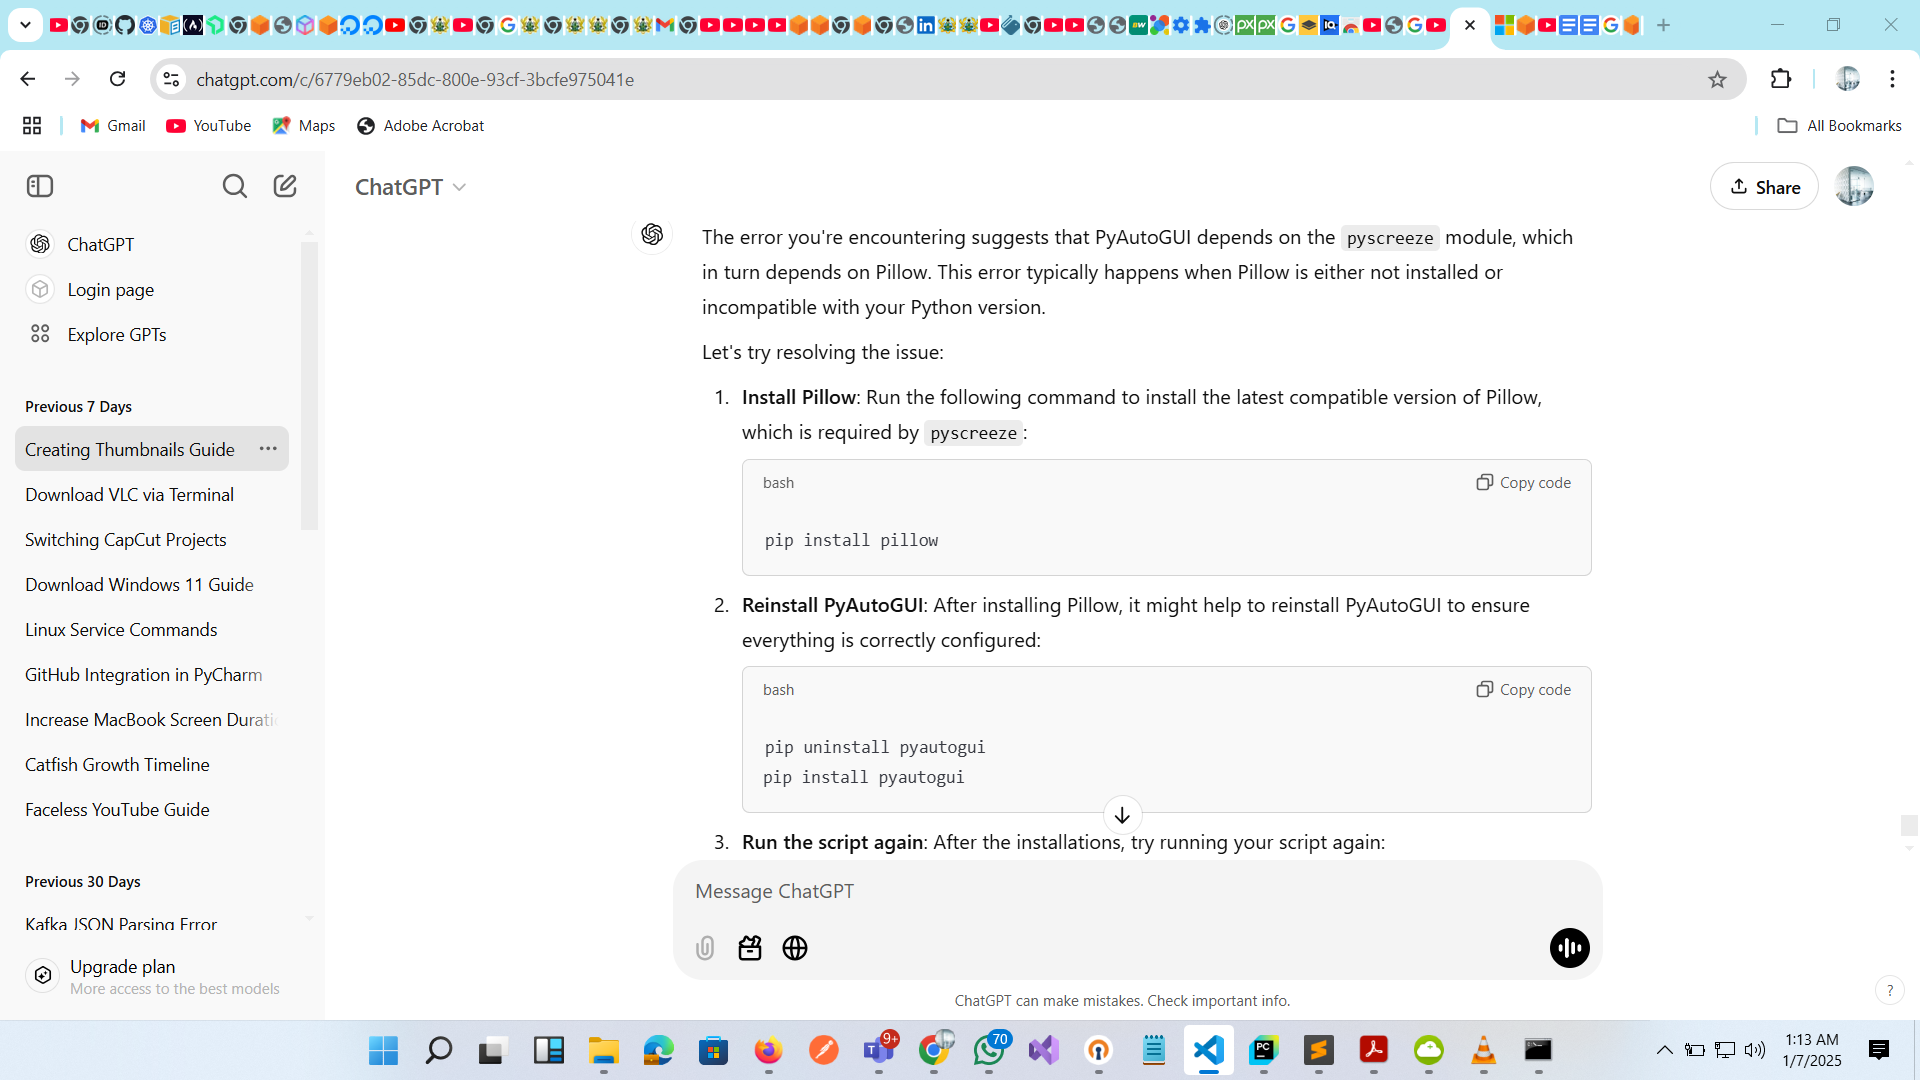 chatgpt.com/c/6779eb02-85dc-800e-93cf-3bcfe975041e
Gmail
YouTube
Maps
Adobe Acrobat
All Bookmarks
ChatGPT
Share
ChatGPT
Login page
Explore GPTs
Previous 7 Days
Creating Thumbnails Guide
Download VLC via Terminal
Switching CapCut Projects
Download Windows 11 Guide
Linux Service Commands
GitHub Integration in PyCharm
Increase MacBook Screen Durati
Catfish Growth Timeline
Faceless YouTube Guide
Previous 30 Days
Kafka JSON Parsing Error
Upgrade plan
More access to the best models
The error you're encountering suggests that PyAutoGUI depends on the pyscreeze module, which
in turn depends on Pillow. This error typically happens when Pillow is either not installed or
incompatible with your Python version.
Let's try resolving the issue:
1. Install Pillow: Run the following command to install the latest compatible version of Pillow,
which is required by pyscreeze:
bash
Copy code
pip install pillow
2. Reinstall PyAutoGUI: After installing Pillow, it might help to reinstall PyAutoGUI to ensure
everything is correctly configured:
bash
Copy code
pip uninstall pyautogui
pip install pyautogui
3. Run the script again: After the installations, try running your script again:
Message ChatGPT
ChatGPT can make mistakes. Check important info.
?
9+
70
1:13 AM
1/7/2025